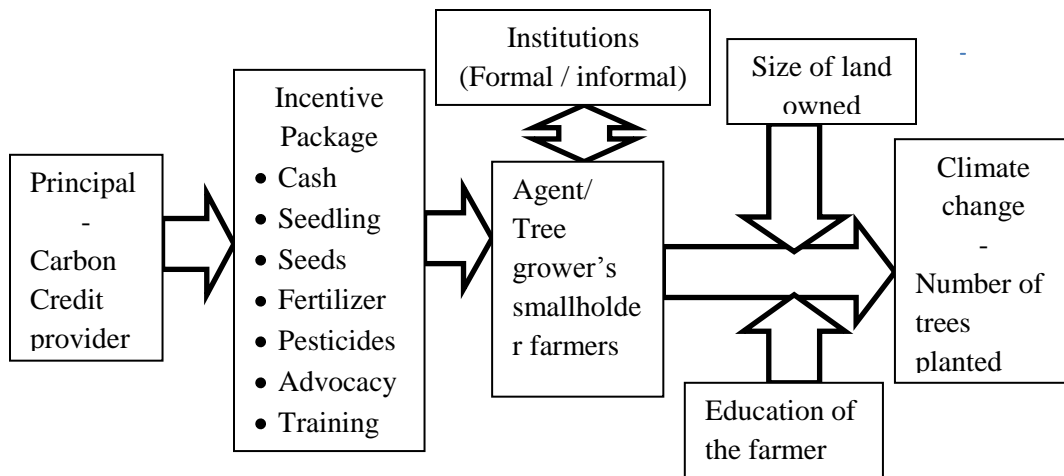 Principal
-
Carbon
Credit
provider
Incentive
Package
• Cash
• Seedling
• Seeds
• Fertilizer
• Pesticides
• Advocacy
• Training
Institutions
(Formal / informal)
Agent/
Tree
grower’s
smallholde
r farmers
Size of land
owned
Education of
the farmer
-
Climate
change
-
Number of
trees
planted